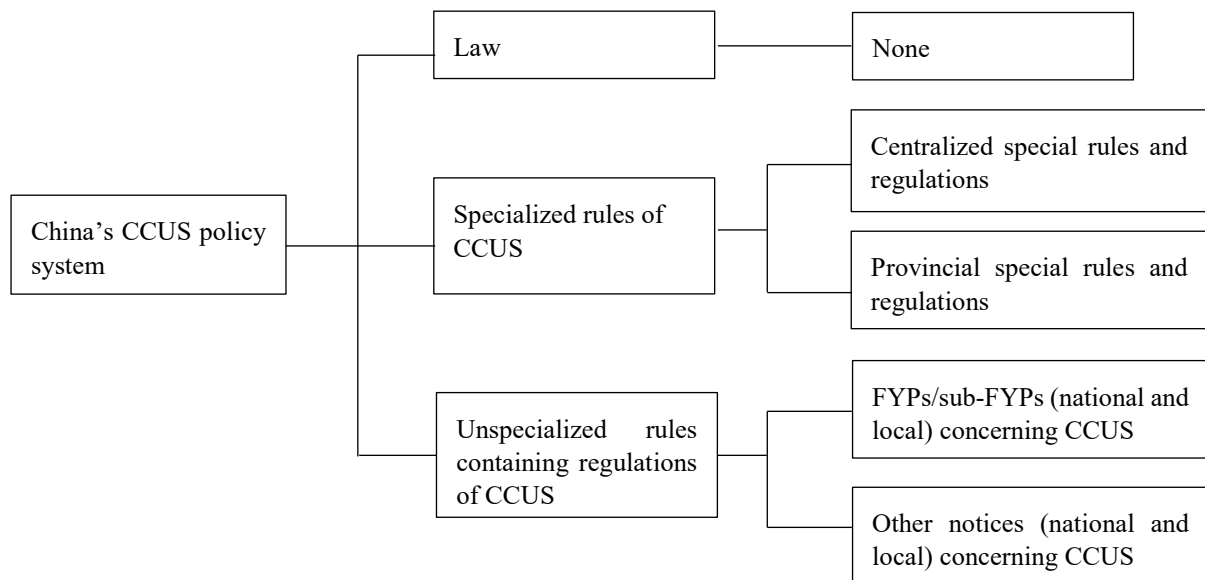 Law
None
Centralized special rules and
regulations
China’s CCUS policy
system
Specialized rules of
CCUS
Provincial special rules and
regulations
Unspecialized rules
containing regulations
of CCUS
FYPs/sub-FYPs (national and
local) concerning CCUS
Other notices (national and
local) concerning CCUS